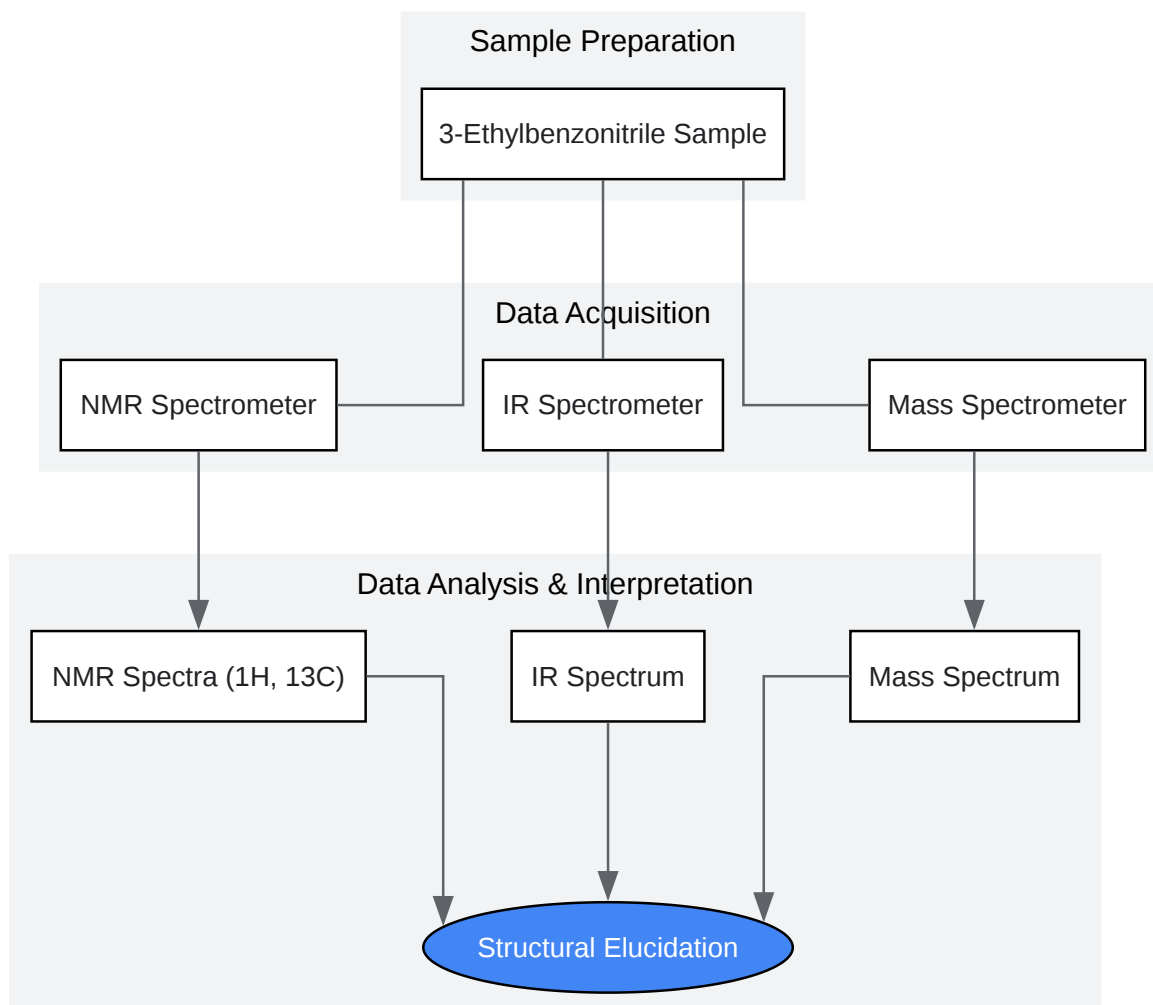 Sample Preparation
3-Ethylbenzonitrile Sample
Data Acquisition
NMR Spectrometer
IR Spectrometer
Mass Spectrometer
Data Analysis & Interpretation
NMR Spectra (1H, 13C)
IR Spectrum
Mass Spectrum
Structural Elucidation